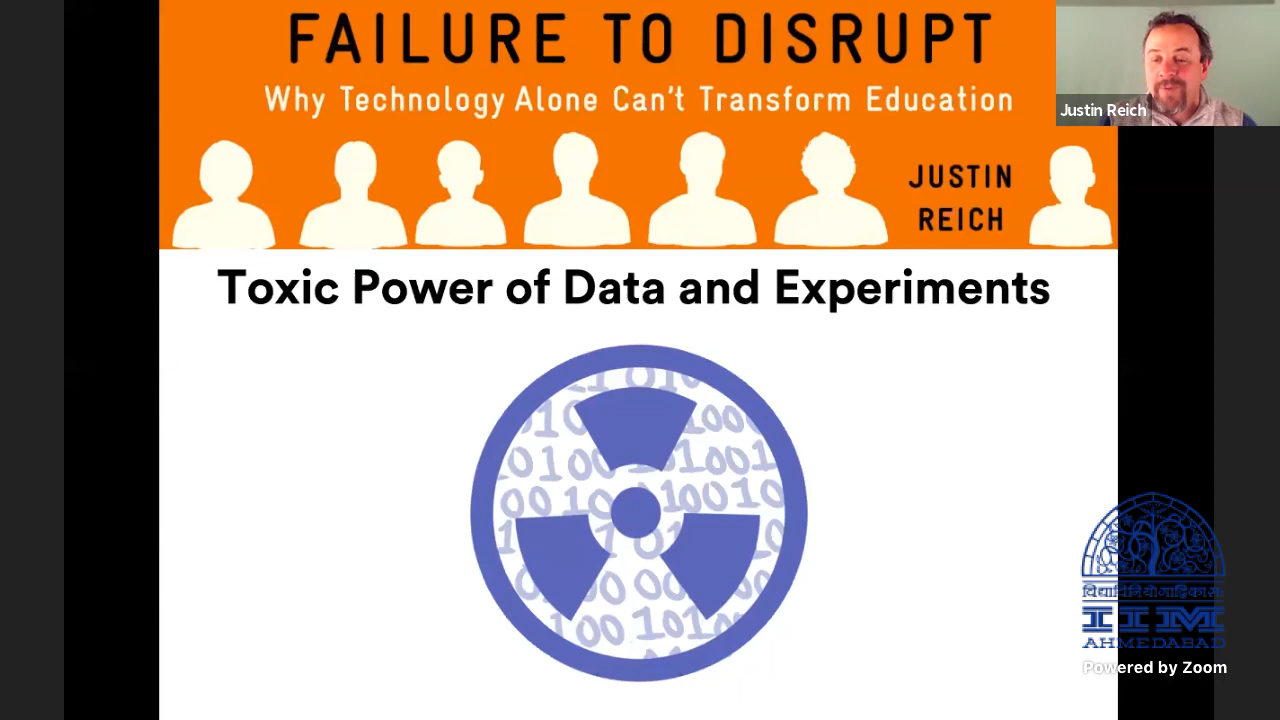 FAILURE TO DISRUPT
Why Technology Alone Can't Transform Education
Justin Reich
JUSTIN
REICH
Toxic Power of Data and Experiments
विद्याविनियोगाद्विकासः
IIM
AHMEDABAD
Powered by Zoom